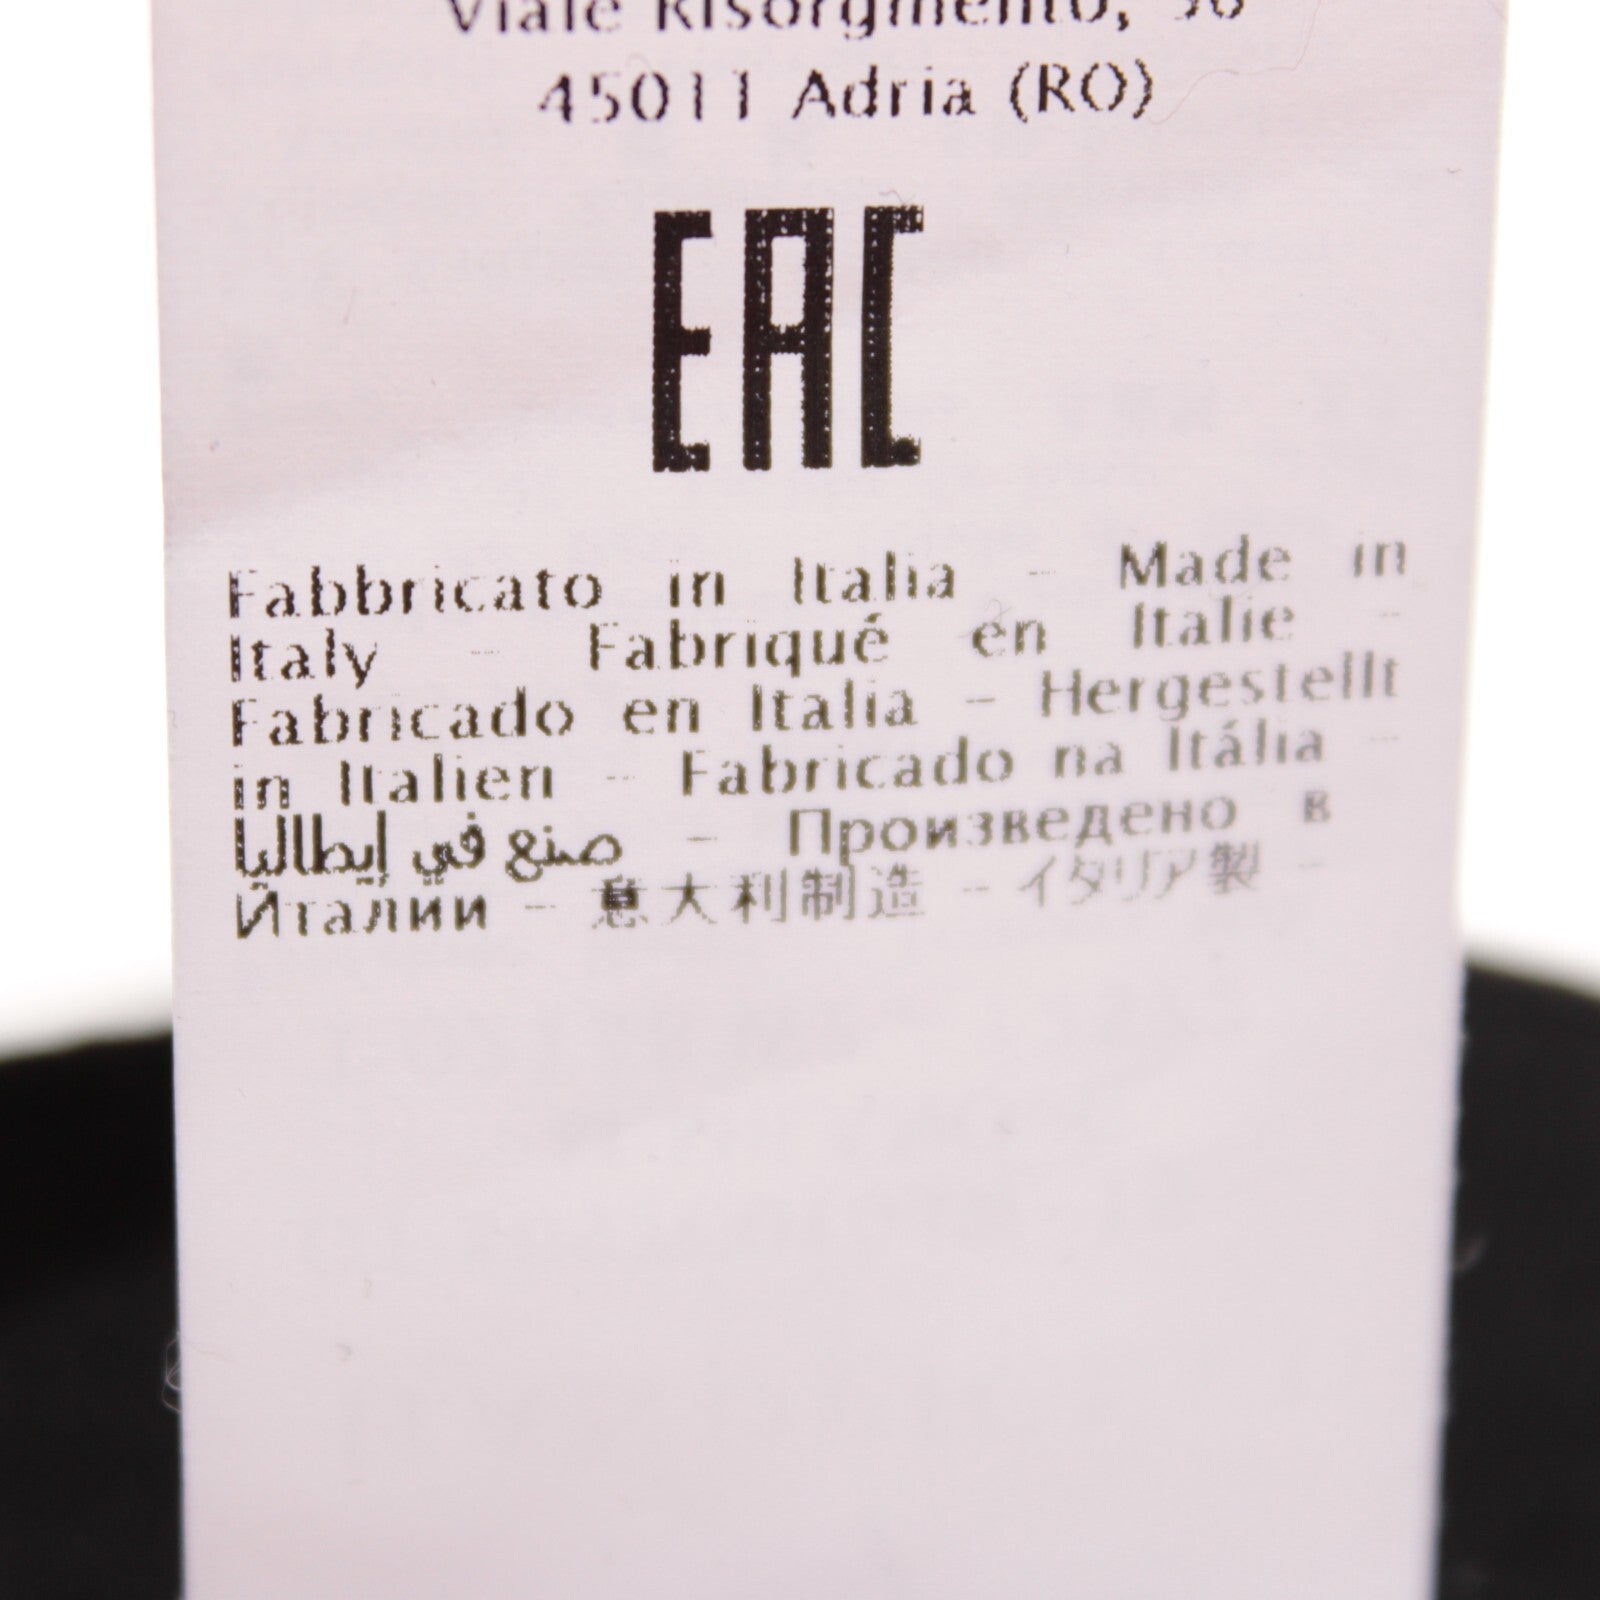 Viale Risorgimento,
45011 Adria (RO)
EAC
Fabbricato in Italia - Made in
Italy - Fabriqué en Italie -
Fabricado en Italia - Hergestellt
in Italien - Fabricado na Itália -
صنع في إيطاليا - Произведено в
Италии - 意大利制造 - イタリア製 -